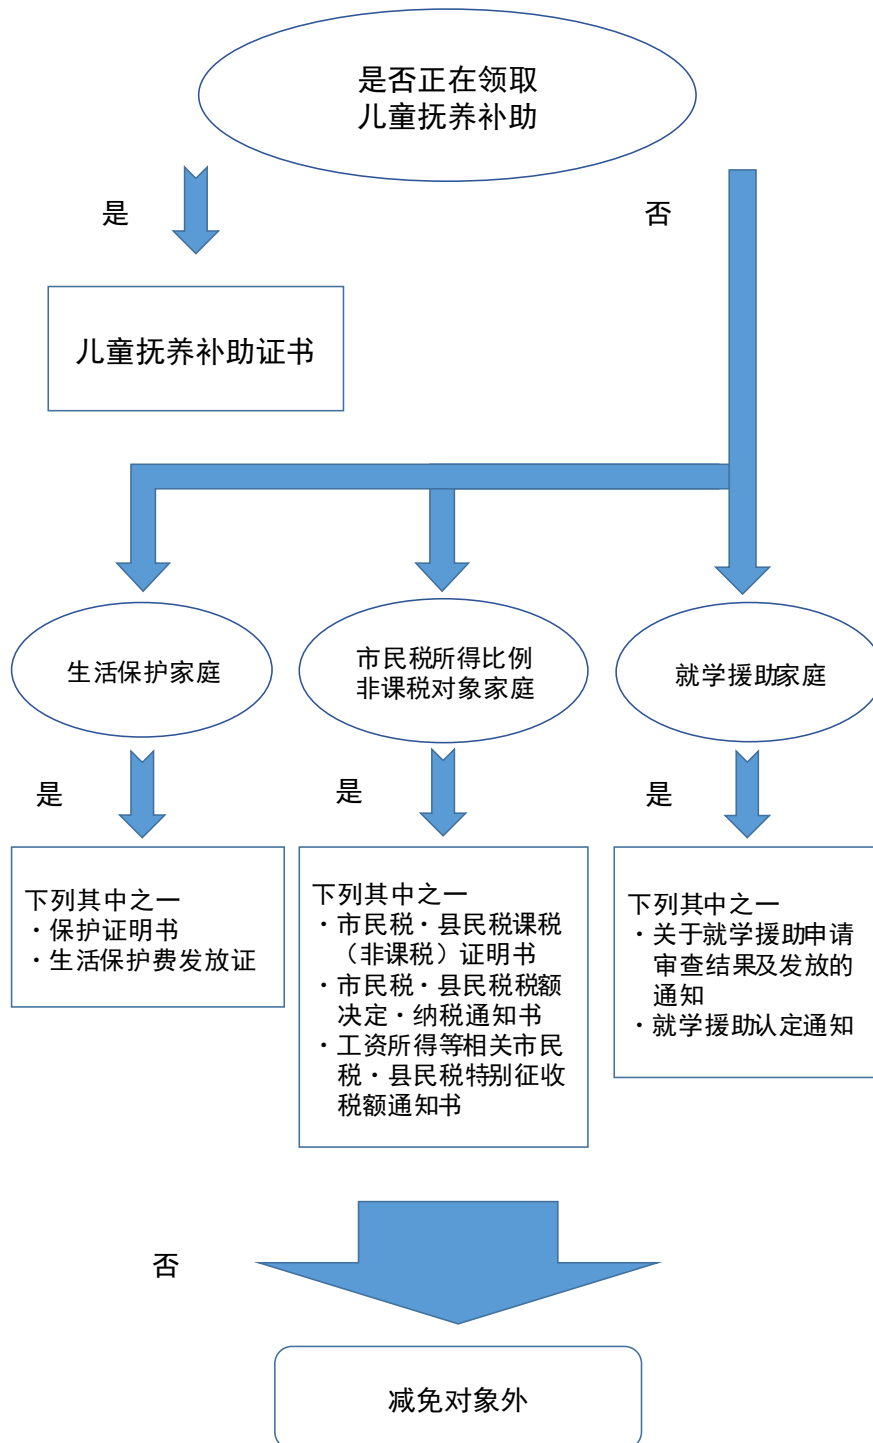 是否正在领取
儿童抚养补助
是
否
儿童抚养补助证书
生活保护家庭
市民税所得比例
非课税对象家庭
就学援助家庭
是
是
是
下列其中之一
・保护证明书
・生活保护费发放证
下列其中之一
・市民税・县民税课税
（非课税）证明书
・市民税・县民税税额
决定・纳税通知书
・工资所得等相关市民
税・县民税特别征收
税额通知书
下列其中之一
・关于就学援助申请
审查结果及发放的
通知
・就学援助认定通知
否
减免对象外